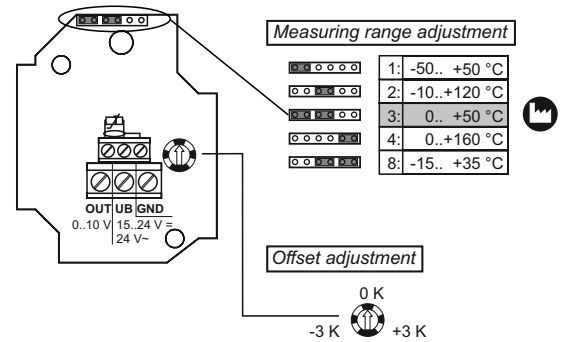 Measuring range adjustment
1: -50.. +50 °C
2: -10..+120 °C
3: 0.. +50 °C
4: 0..+160 °C
8: -15.. +35 °C
OUT UB GND
0..10 V 15..24 V =
24 V~
Offset adjustment
0 K
-3 K +3 K